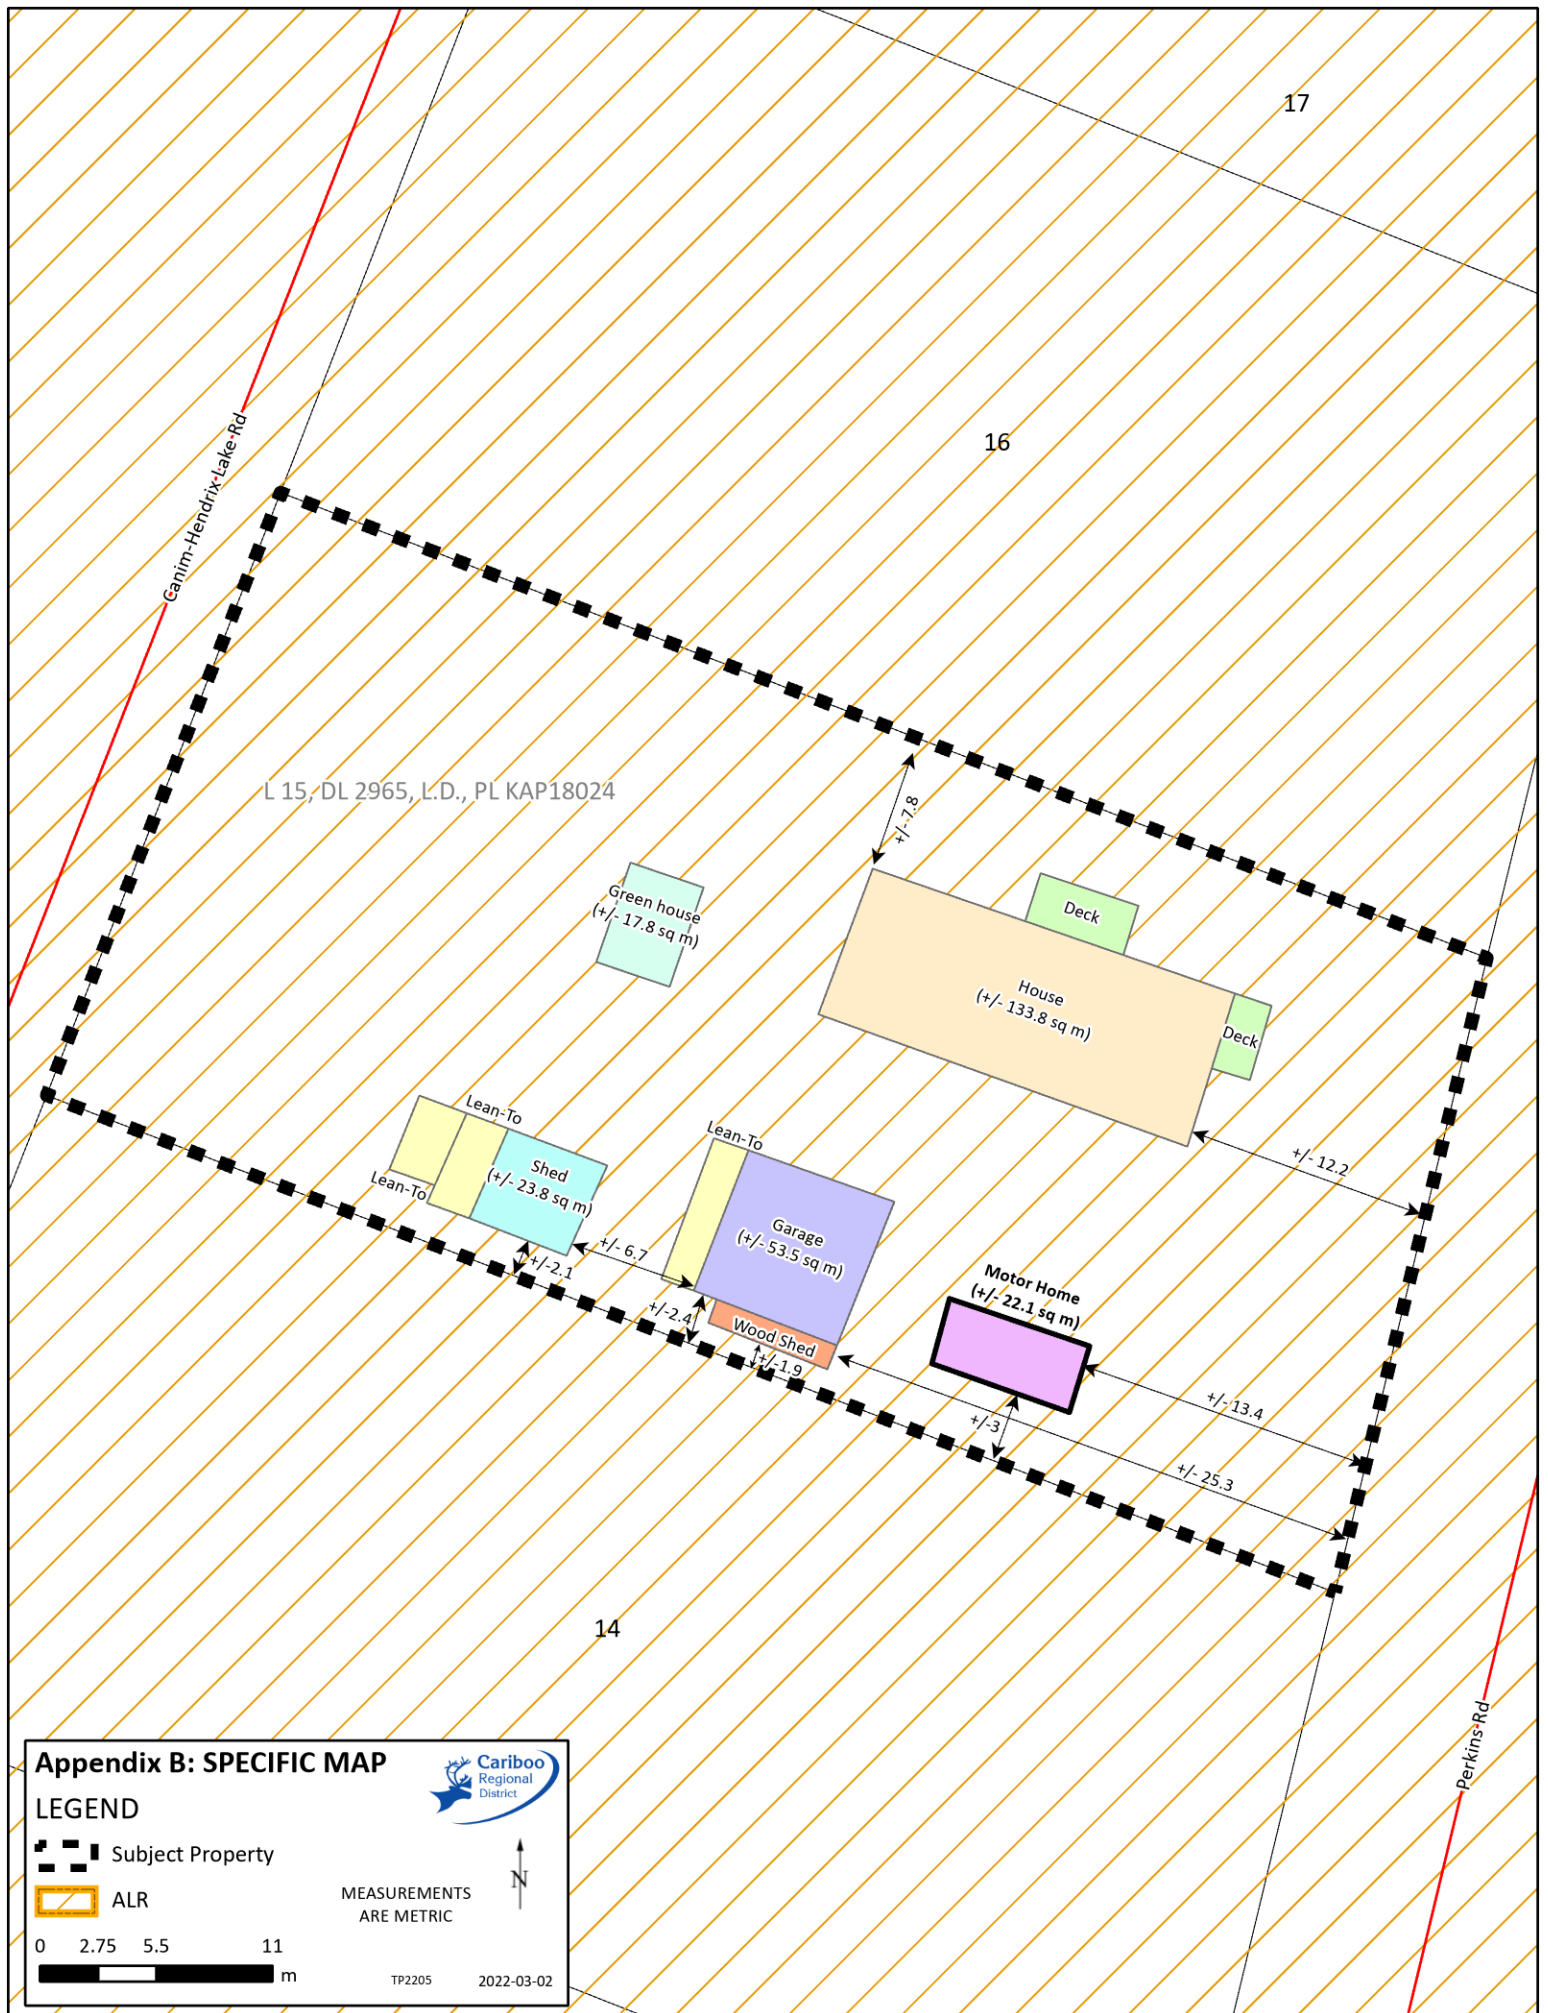 17
16
Canim-Hendrix-Lake-Rd
L 15, DL 2965, L.D., PL KAP18024
+/-7.8
Green house
(+/- 17.8 sq m)
Deck
House
(+/- 133.8 sq m)
Deck
+/- 12.2
Lean-To
Shed
(+/- 23.8 sq m)
Lean-To
Lean-To
Garage
(+/- 53.5 sq m)
+/- 6.7
+/-2.1
+/-2.4
Wood Shed
+/-1.9
Motor Home
(+/- 22.1 sq m)
+/-3
+/- 13.4
+/- 25.3
14
Perkins-Rd
Appendix B: SPECIFIC MAP
Cariboo
Regional
District
LEGEND
Subject Property
ALR
N
MEASUREMENTS
ARE METRIC
0 2.75 5.5 11
m
TP2205 2022-03-02